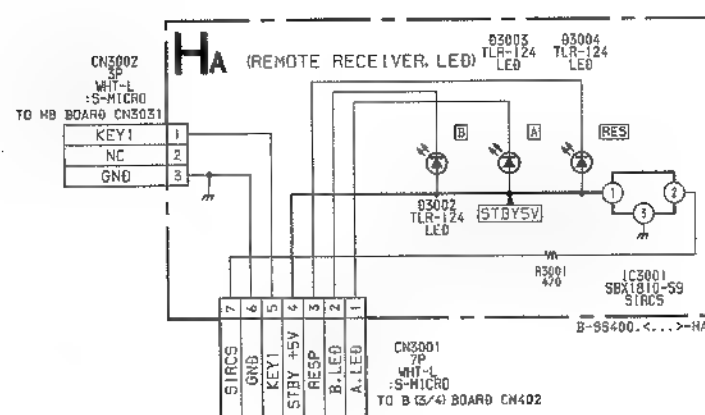 HA (REMOTE RECEIVER, LED)
D3003
TLR-124
LED
D3004
TLR-124
LED
CN3002
3P
WHT-L
:S-MICRO
TO HB BOARD CN3031
KEY1 1
NC 2
GND 3
B
A
RES
D3002
TLR-124
LED
STBY5V
1
2
3
R3001
470
IC3001
SBX1810-59
SIRCS
B-SS400.<...>-HA
7 6 5 4 3 2 1
SIRCS
GND
KEY1
STBY +5V
RESP
B.LED
A.LED
CN3001
7P
WHT-L
:S-MICRO
TO B (3/4) BOARD CN402